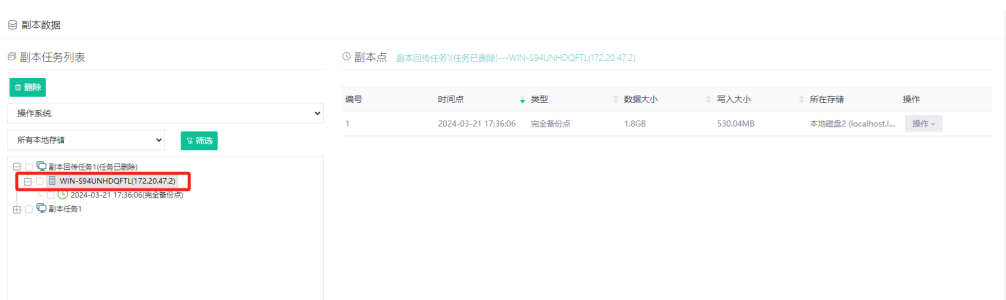 副本数据
副本任务列表
删除
操作系统
所有本地存储 筛选
副本回传任务1(任务已删除)
WIN-S94UNHDQFTL(172.20.47.2)
2024-03-21 17:36:06(完全备份点)
副本任务1
副本点 副本回传任务1(任务已删除)---WIN-S94UNHDQFTL(172.20.47.2)
编号 时间点 类型 数据大小 写入大小 所在存储 操作
1 2024-03-21 17:36:06 完全备份点 1.8GB 530.04MB 本地磁盘2 (localhost.l... 操作